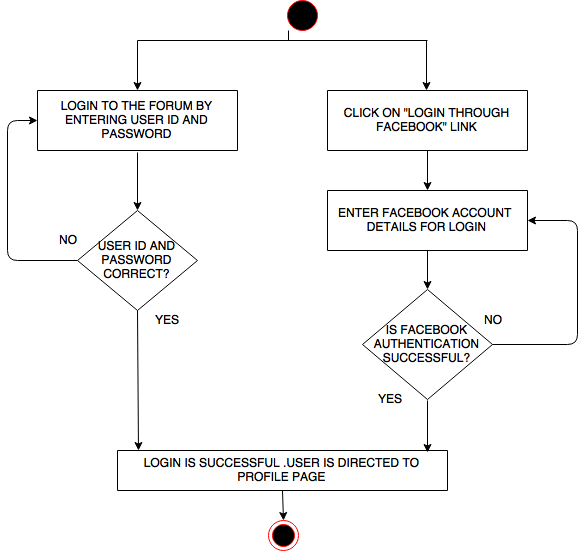 LOGIN TO THE FORUM BY
ENTERING USER ID AND
PASSWORD
CLICK ON "LOGIN THROUGH
FACEBOOK" LINK
ENTER FACEBOOK ACCOUNT
DETAILS FOR LOGIN
NO
USER ID AND
PASSWORD
CORRECT?
YES
NO
IS FACEBOOK
AUTHENTICATION
SUCCESSFUL?
YES
LOGIN IS SUCCESSFUL .USER IS DIRECTED TO
PROFILE PAGE